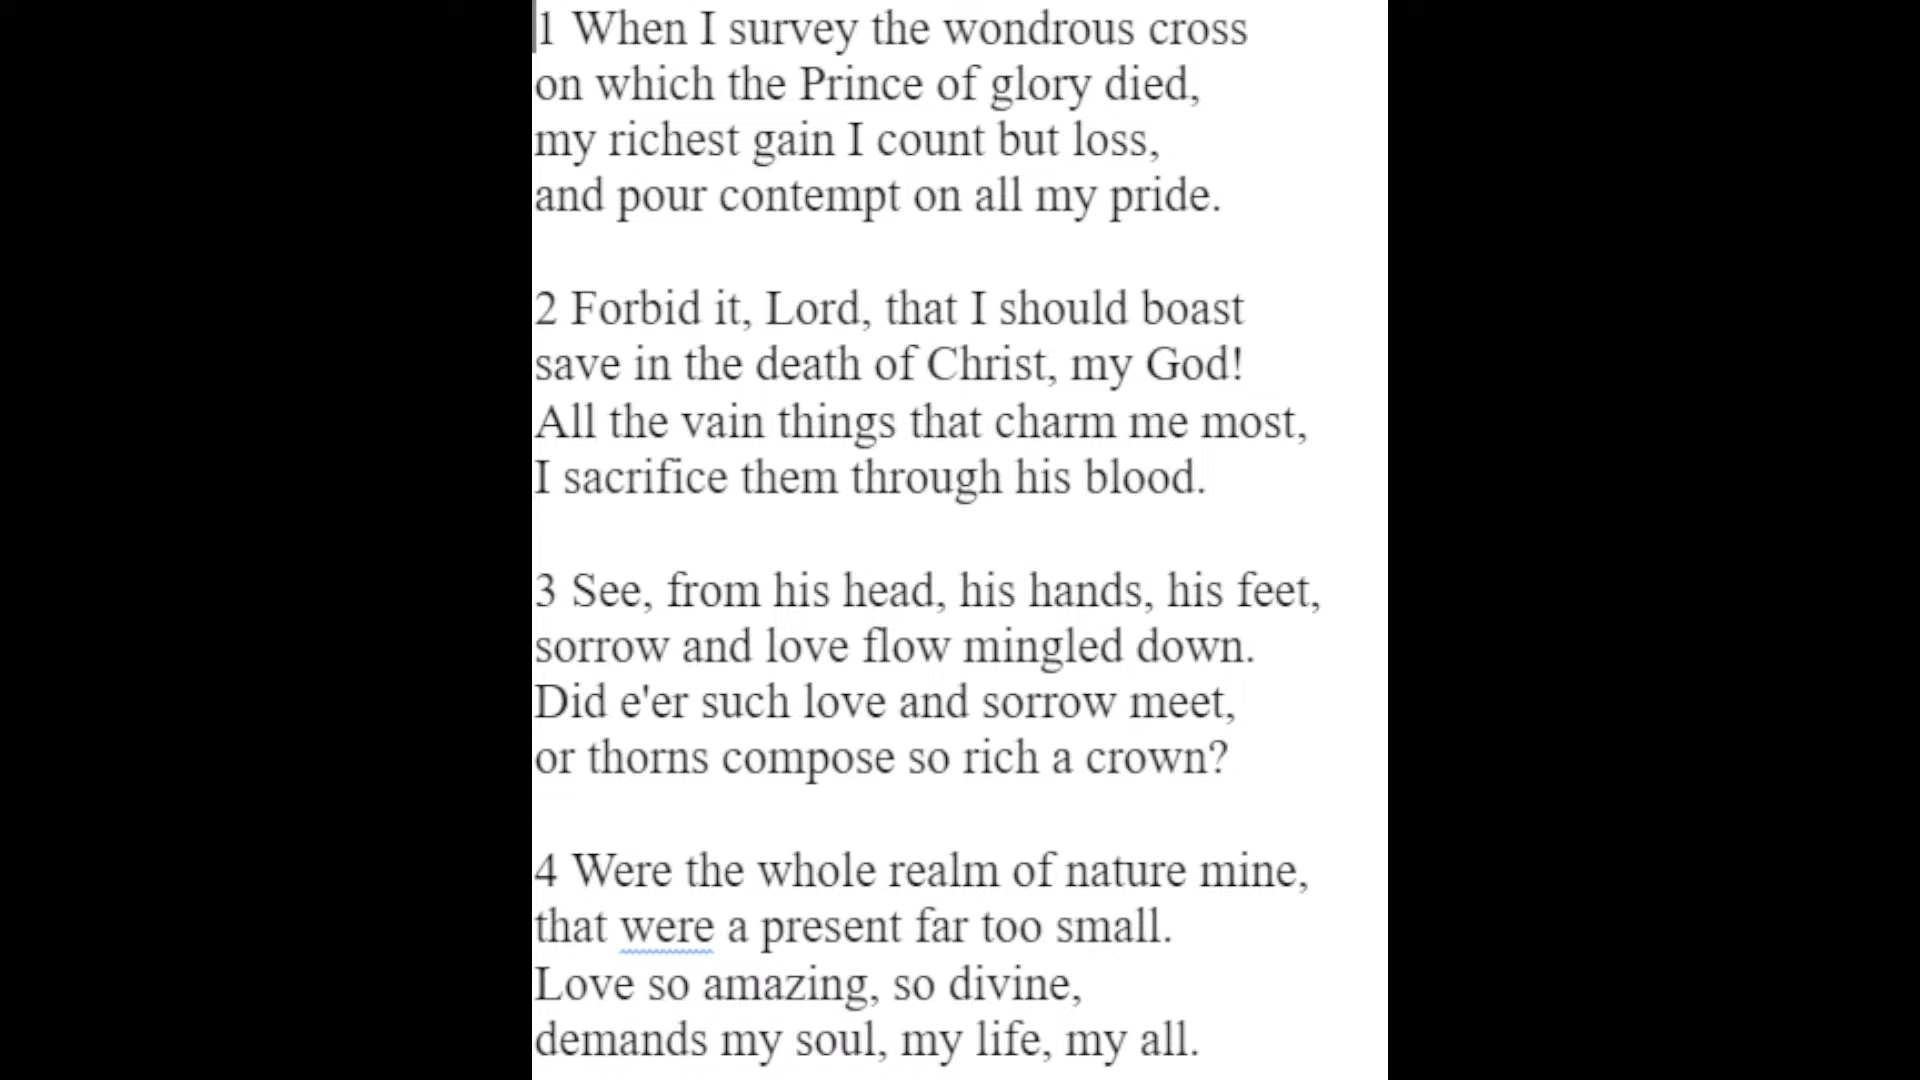 1 When I survey the wondrous cross
on which the Prince of glory died,
my richest gain I count but loss,
and pour contempt on all my pride.
2 Forbid it, Lord, that I should boast
save in the death of Christ, my God!
All the vain things that charm me most,
I sacrifice them through his blood.
3 See, from his head, his hands, his feet,
sorrow and love flow mingled down.
Did e'er such love and sorrow meet,
or thorns compose so rich a crown?
4 Were the whole realm of nature mine,
that were a present far too small.
Love so amazing, so divine,
demands my soul, my life, my all.